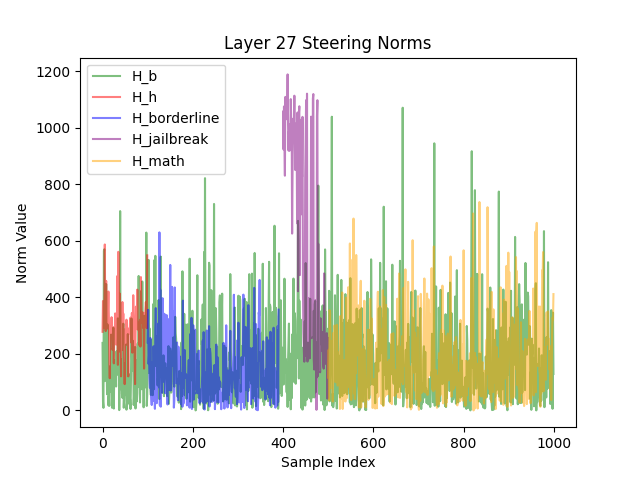 Layer 27 Steering Norms
1200
1000
800
600
400
200
0
Norm Value
H_b
H_h
H_borderline
H_jailbreak
H_math
0 200 400 600 800 1000
Sample Index